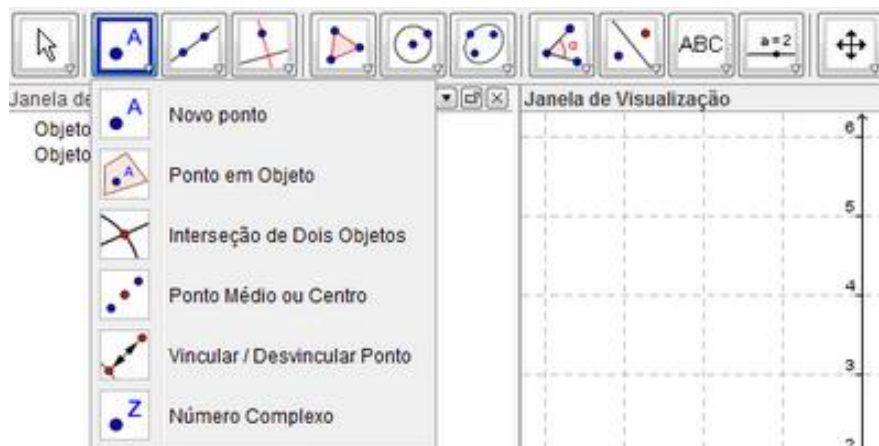 A
ABC
a=2
Janela de
Janela de Visualização
Objeto
Objeto
A
Novo ponto
A
Ponto em Objeto
Interseção de Dois Objetos
Ponto Médio ou Centro
Vincular / Desvincular Ponto
Z
Número Complexo
6
5
4
3
2